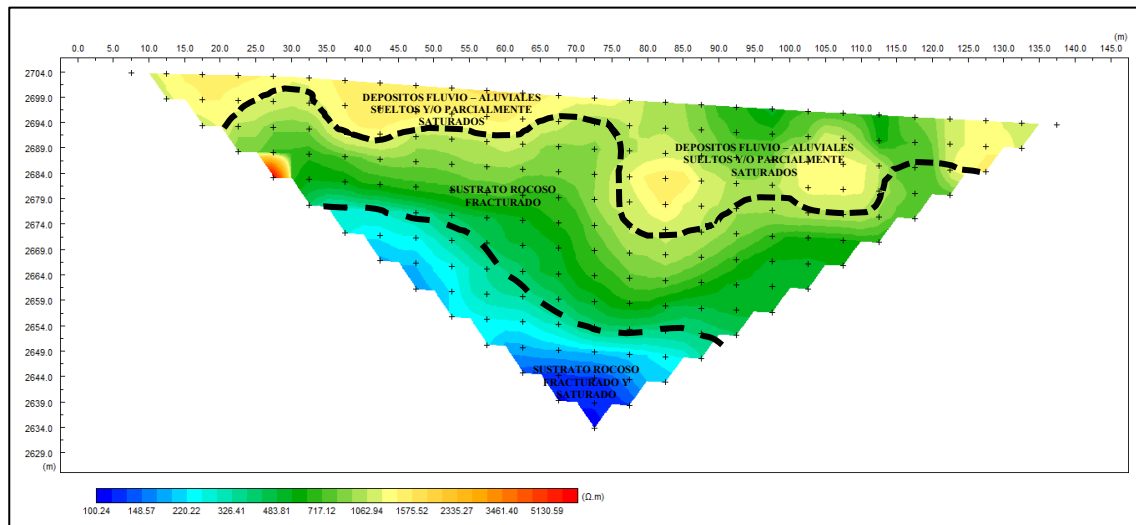 (m)
0.0 5.0 10.0 15.0 20.0 25.0 30.0 35.0 40.0 45.0 50.0 55.0 60.0 65.0 70.0 75.0 80.0 85.0 90.0 95.0 100.0 105.0 110.0 115.0 120.0 125.0 130.0 135.0 140.0 145.0
2704.0
2699.0
2694.0
2689.0
2684.0
2679.0
2674.0
2669.0
2664.0
2659.0
2654.0
2649.0
2644.0
2639.0
2634.0
2629.0
(m)
DEPOSITOS FLUVIO – ALUVIALES
SUELTOS Y/O PARCIALMENTE
SATURADOS
DEPOSITOS FLUVIO – ALUVIALES
SUELTOS Y/O PARCIALMENTE
SATURADOS
SUSTRATO ROCOSO
FRACTURADO
SUSTRATO ROCOSO
FRACTURADO Y
SATURADO
(Ω.m)
100.24 148.57 220.22 326.41 483.81 717.12 1062.94 1575.52 2335.27 3461.40 5130.59